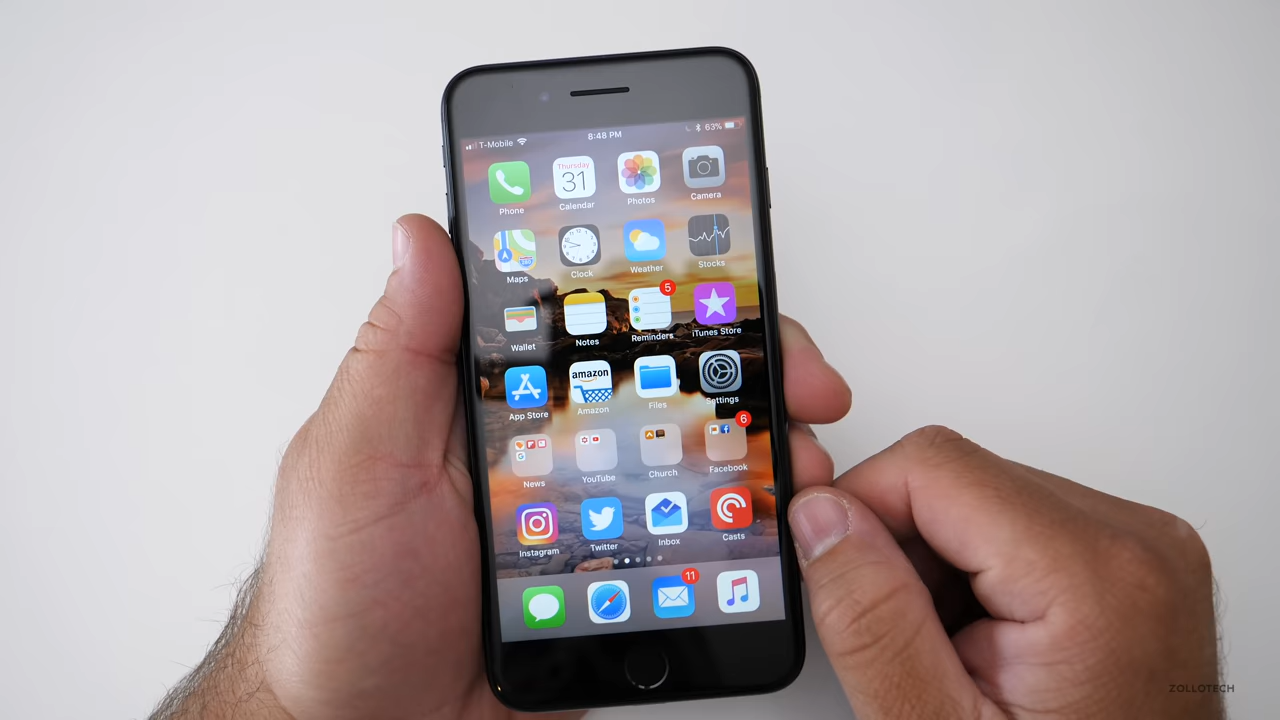 T-Mobile 8:48 PM 63%
Thursday
31
Phone Calendar Photos Camera
280
Maps Clock Weather Stocks
5
Wallet Notes Reminders iTunes Store
amazon
App Store Amazon Files Settings
6
News YouTube Church Facebook
Instagram Twitter Inbox Casts
11
ZOLLOTECH